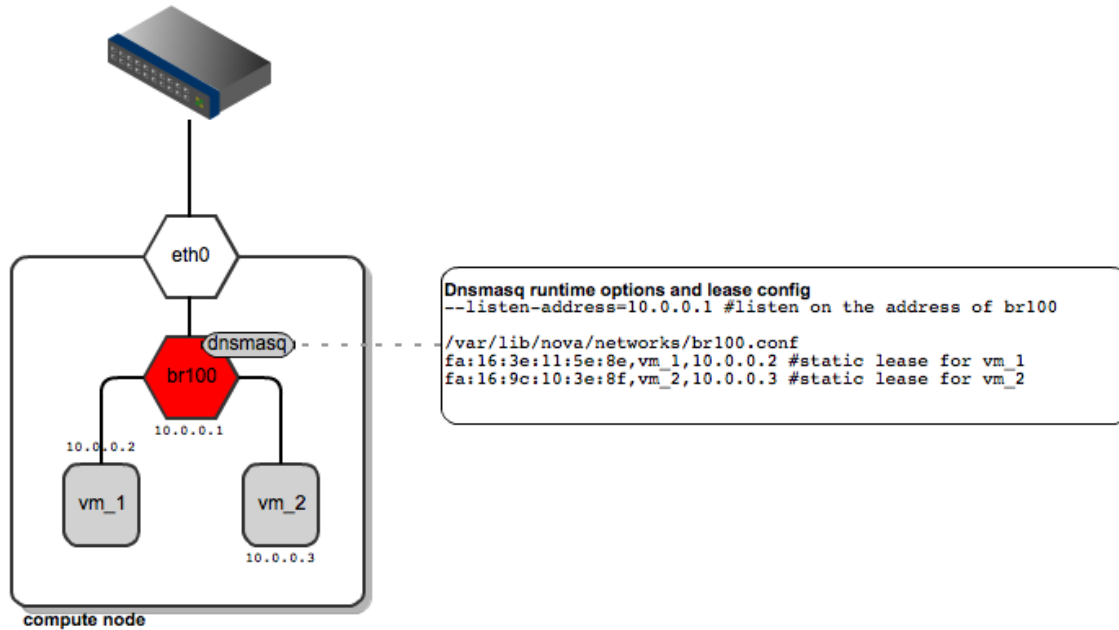 eth0
dnsmasq
br100
10.0.0.1
10.0.0.2
vm_1
vm_2
10.0.0.3
compute node
Dnsmasq runtime options and lease config
--listen-address=10.0.0.1 #listen on the address of br100
/var/lib/nova/networks/br100.conf
fa:16:3e:11:5e:8e,vm_1,10.0.0.2 #static lease for vm_1
fa:16:9c:10:3e:8f,vm_2,10.0.0.3 #static lease for vm_2